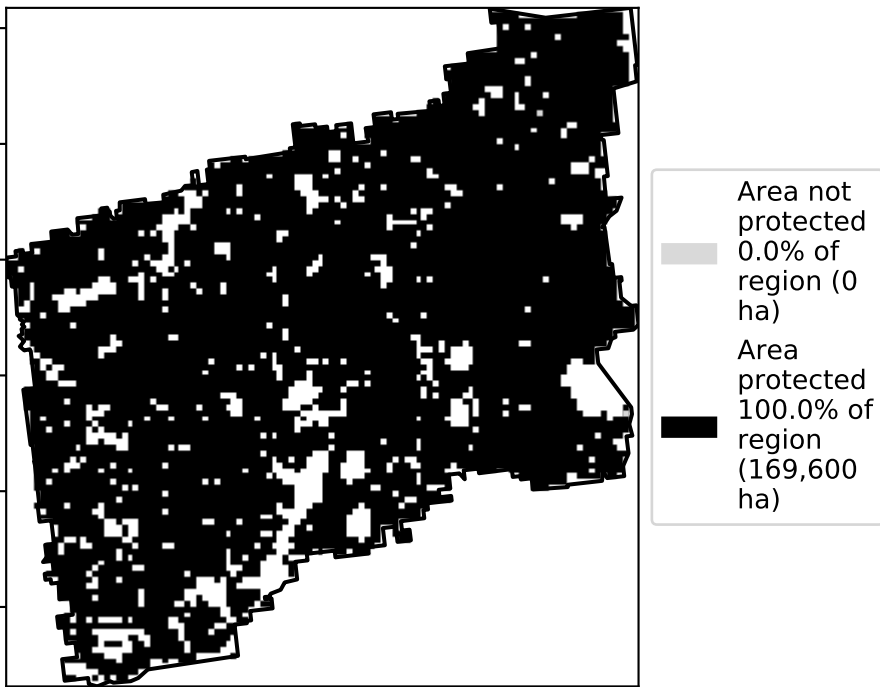 Area not
protected
0.0% of
region (0
ha)
Area
protected
100.0% of
region
(169,600
ha)